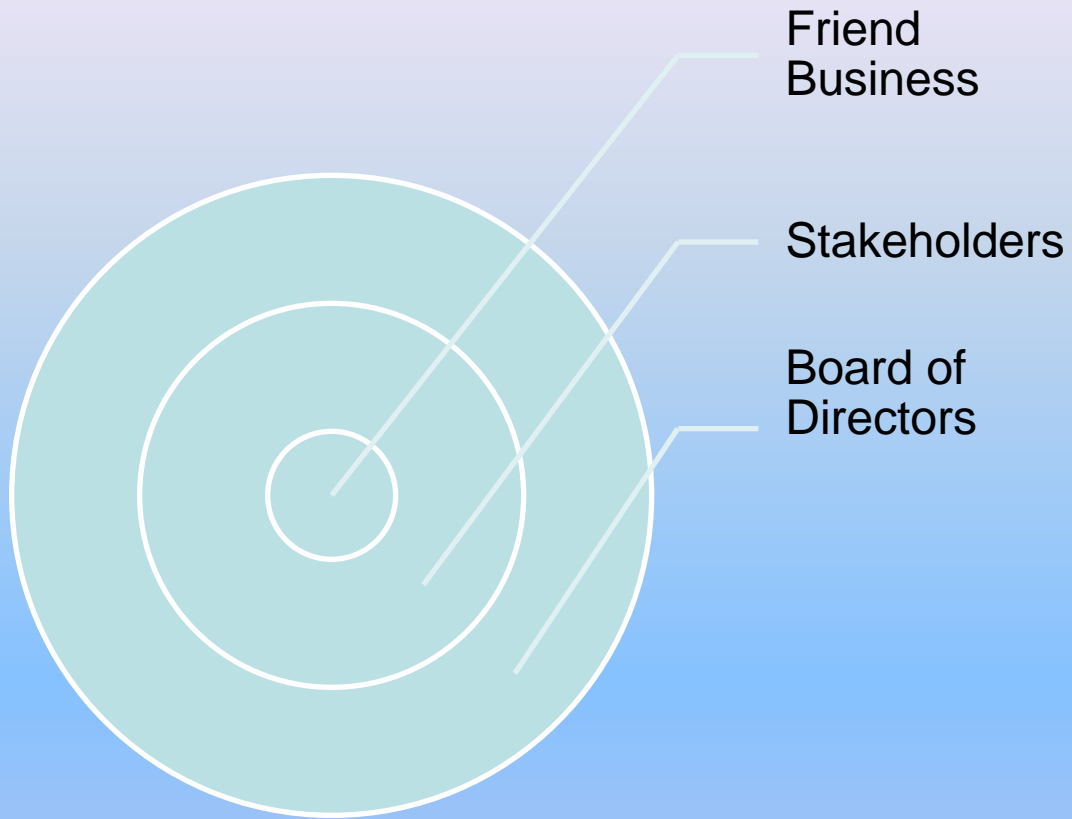 Friend
Business
Stakeholders
Board of
Directors